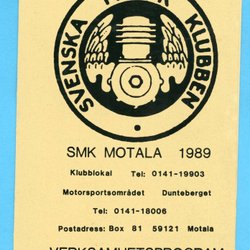 SVENSKA
KLUBBEN
SMK MOTALA 1989
Klubblokal Tel: 0141-19903
Motorsportsområdet Dunteberget
Tel: 0141-18006
Postadress: Box 81 59121 Motala
VERKSAMHETSPROGRAM